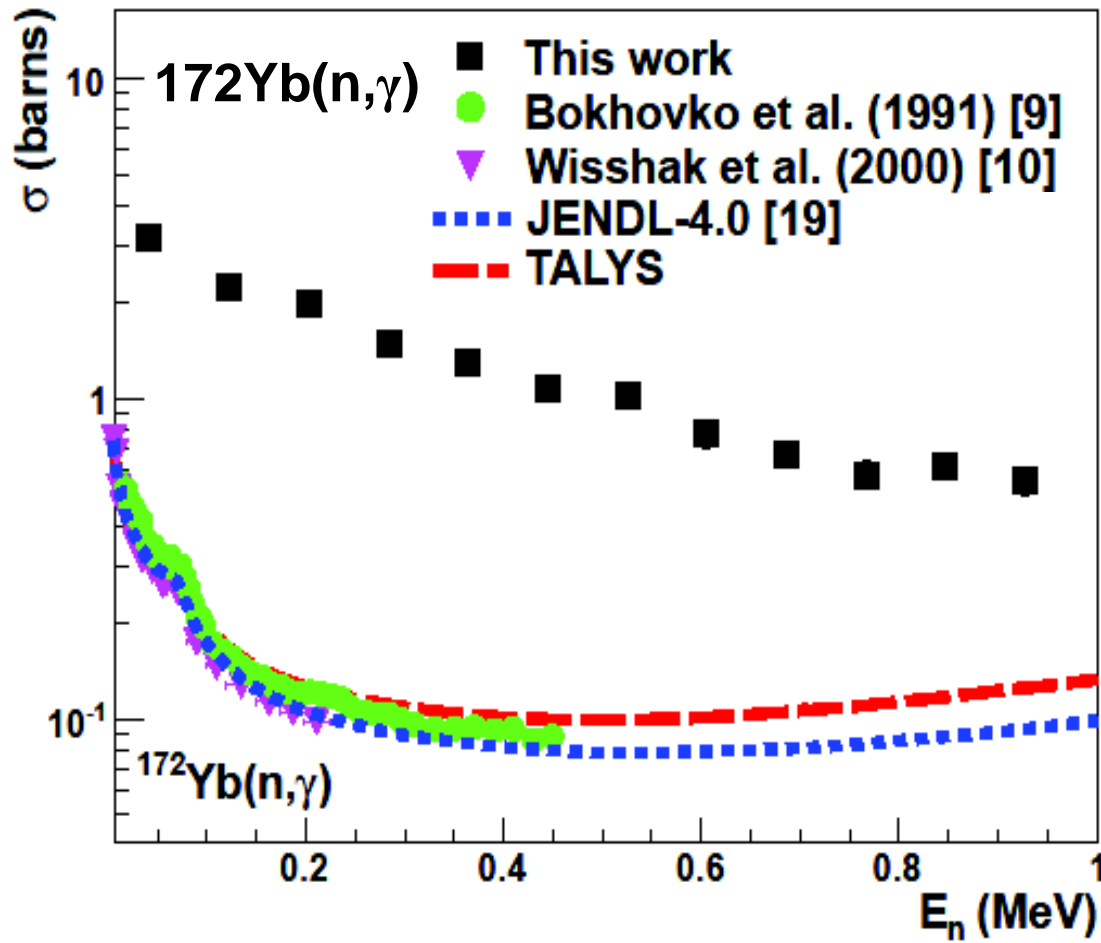 172Yb(n,γ)
This work
Bokhovko et al. (1991) [9]
Wisshak et al. (2000) [10]
JENDL-4.0 [19]
TALYS
σ (barns)
10
1
10⁻¹
¹⁷²Yb(n,γ)
0.2 0.4 0.6 0.8 1
Eₙ (MeV)